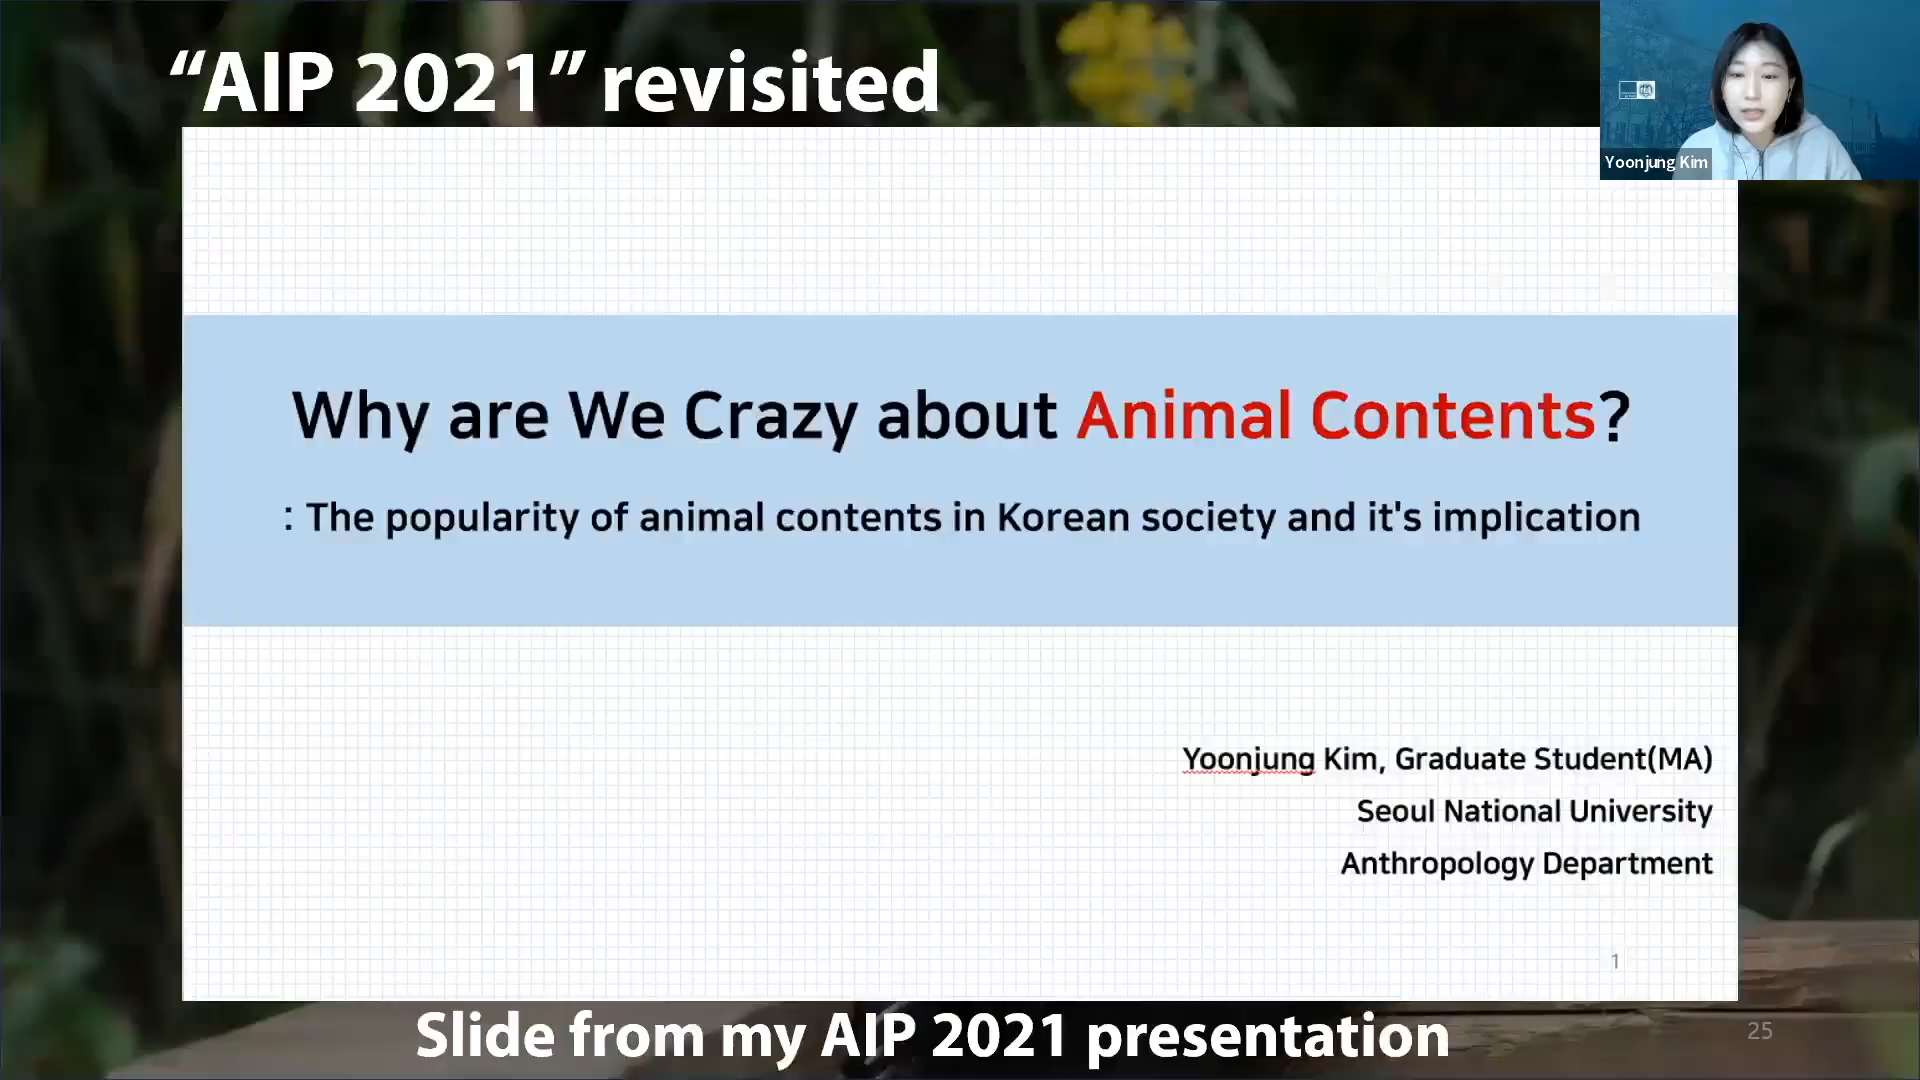 “AIP 2021” revisited
Yoonjung Kim
Why are We Crazy about Animal Contents?
: The popularity of animal contents in Korean society and it's implication
Yoonjung Kim, Graduate Student(MA)
Seoul National University
Anthropology Department
1
Slide from my AIP 2021 presentation
25